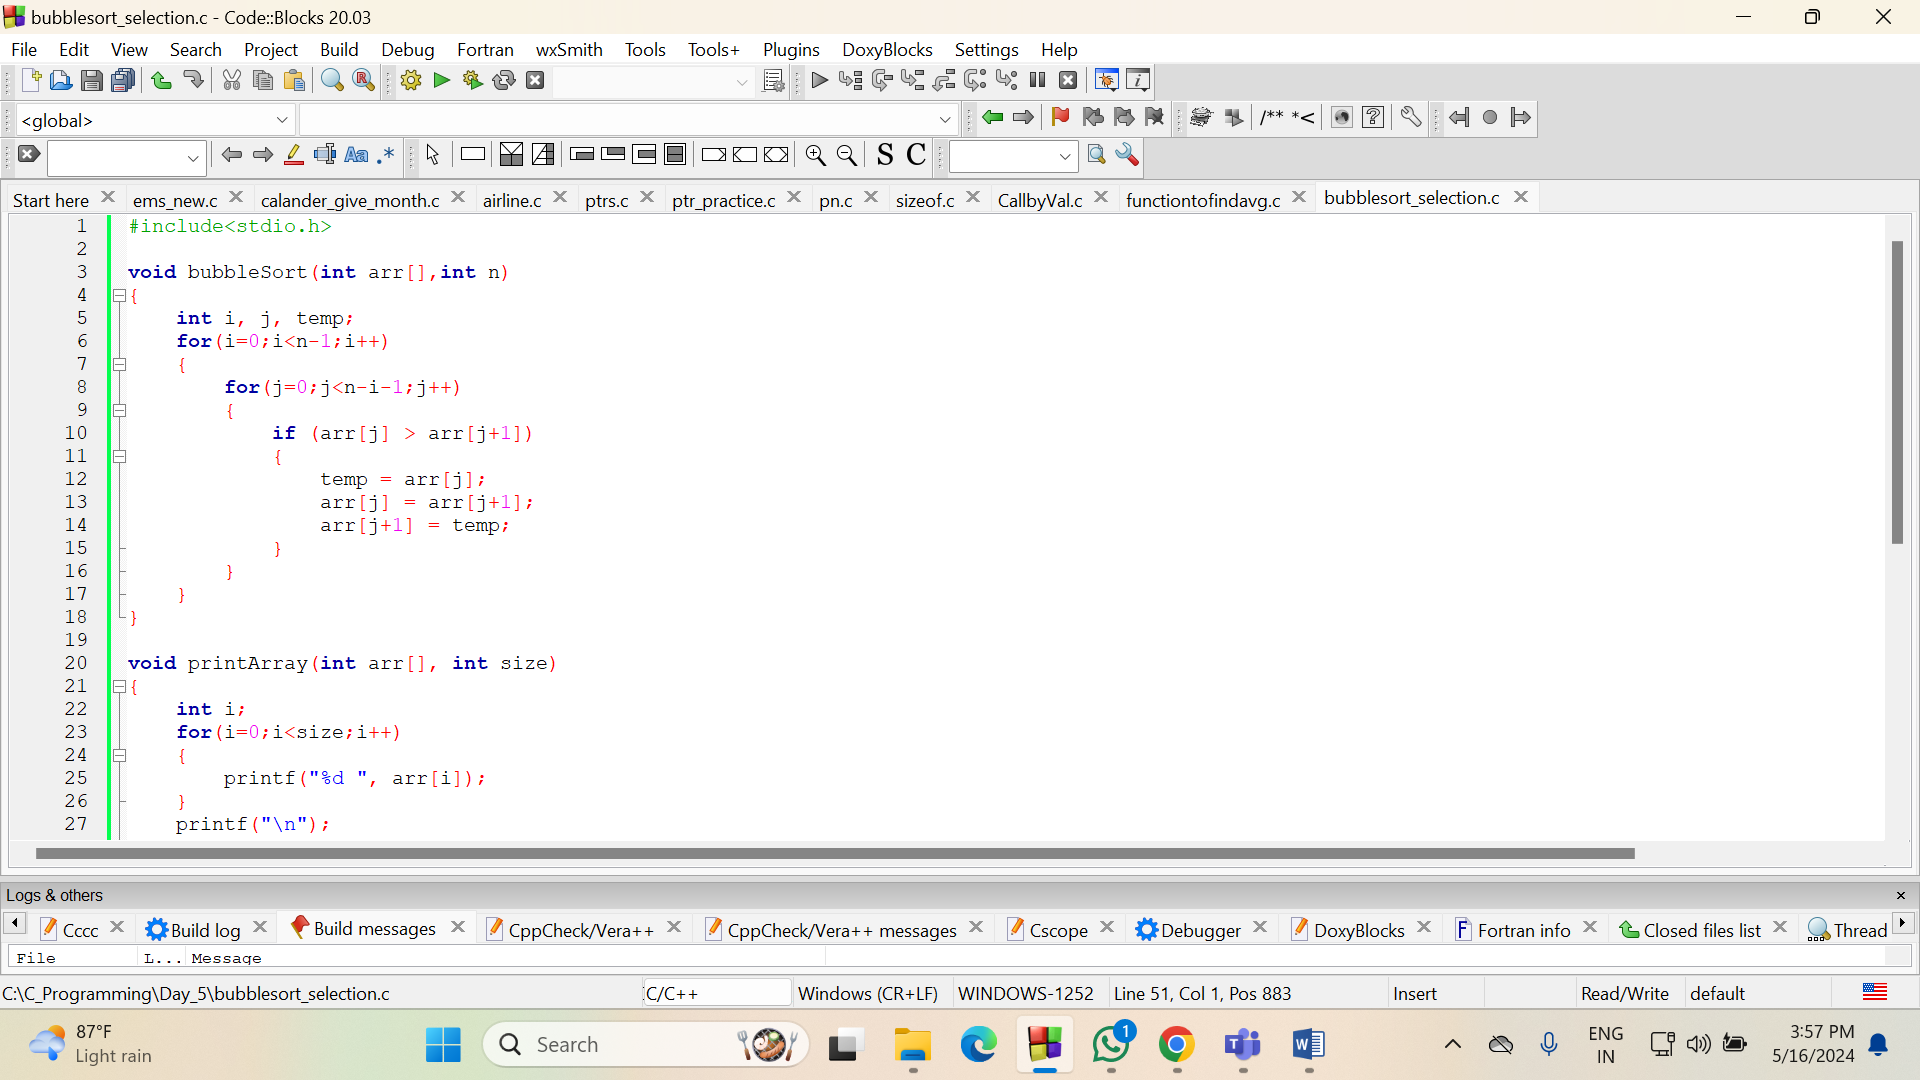 bubblesort_selection.c - Code::Blocks 20.03
File Edit View Search Project Build Debug Fortran wxSmith Tools Tools+ Plugins DoxyBlocks Settings Help
<global>
/** *<
Aa .* S C
Start here ems_new.c calander_give_month.c airline.c ptrs.c ptr_practice.c pn.c sizeof.c CallbyVal.c functiontofindavg.c bubblesort_selection.c
1 #include<stdio.h>
2
3 void bubbleSort(int arr[],int n)
4 {
5 int i, j, temp;
6 for(i=0;i<n-1;i++)
7 {
8 for(j=0;j<n-i-1;j++)
9 {
10 if (arr[j] > arr[j+1])
11 {
12 temp = arr[j];
13 arr[j] = arr[j+1];
14 arr[j+1] = temp;
15 }
16 }
17 }
18 }
19
20 void printArray(int arr[], int size)
21 {
22 int i;
23 for(i=0;i<size;i++)
24 {
25 printf("%d ", arr[i]);
26 }
27 printf("\n");
Logs & others
Cccc Build log Build messages CppCheck/Vera++ CppCheck/Vera++ messages Cscope Debugger DoxyBlocks Fortran info Closed files list Thread
File L... Message
C:\C_Programming\Day_5\bubblesort_selection.c C/C++ Windows (CR+LF) WINDOWS-1252 Line 51, Col 1, Pos 883 Insert Read/Write default
87°F
Light rain
Search
1
ENG
IN
3:57 PM
5/16/2024